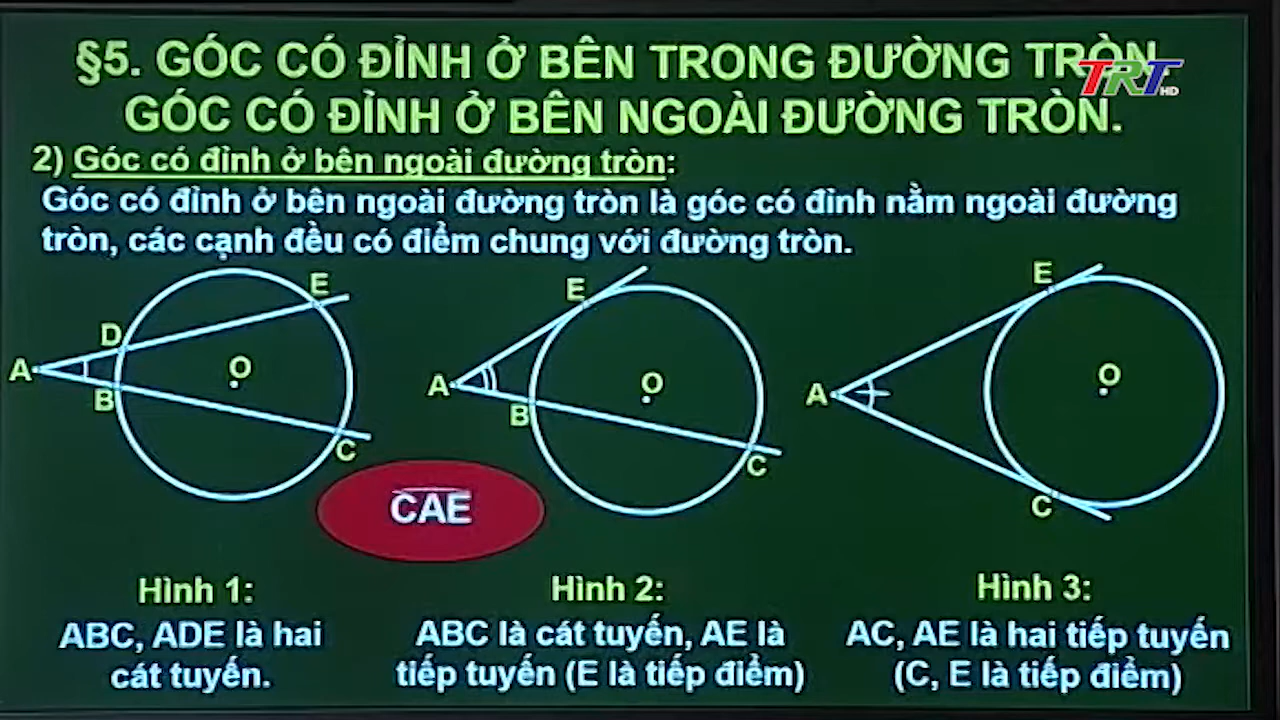 §5. GÓC CÓ ĐỈNH Ở BÊN TRONG ĐƯỜNG TRÒN
TRT HD
GÓC CÓ ĐỈNH Ở BÊN NGOÀI ĐƯỜNG TRÒN.
2) Góc có đỉnh ở bên ngoài đường tròn:
Góc có đỉnh ở bên ngoài đường tròn là góc có đỉnh nằm ngoài đường
tròn, các cạnh đều có điểm chung với đường tròn.
E
D
A
O
B
C
E
A
O
B
C
E
A
O
C
CAE
Hình 1:
ABC, ADE là hai
cát tuyến.
Hình 2:
ABC là cát tuyến, AE là
tiếp tuyến (E là tiếp điểm)
Hình 3:
AC, AE là hai tiếp tuyến
(C, E là tiếp điểm)